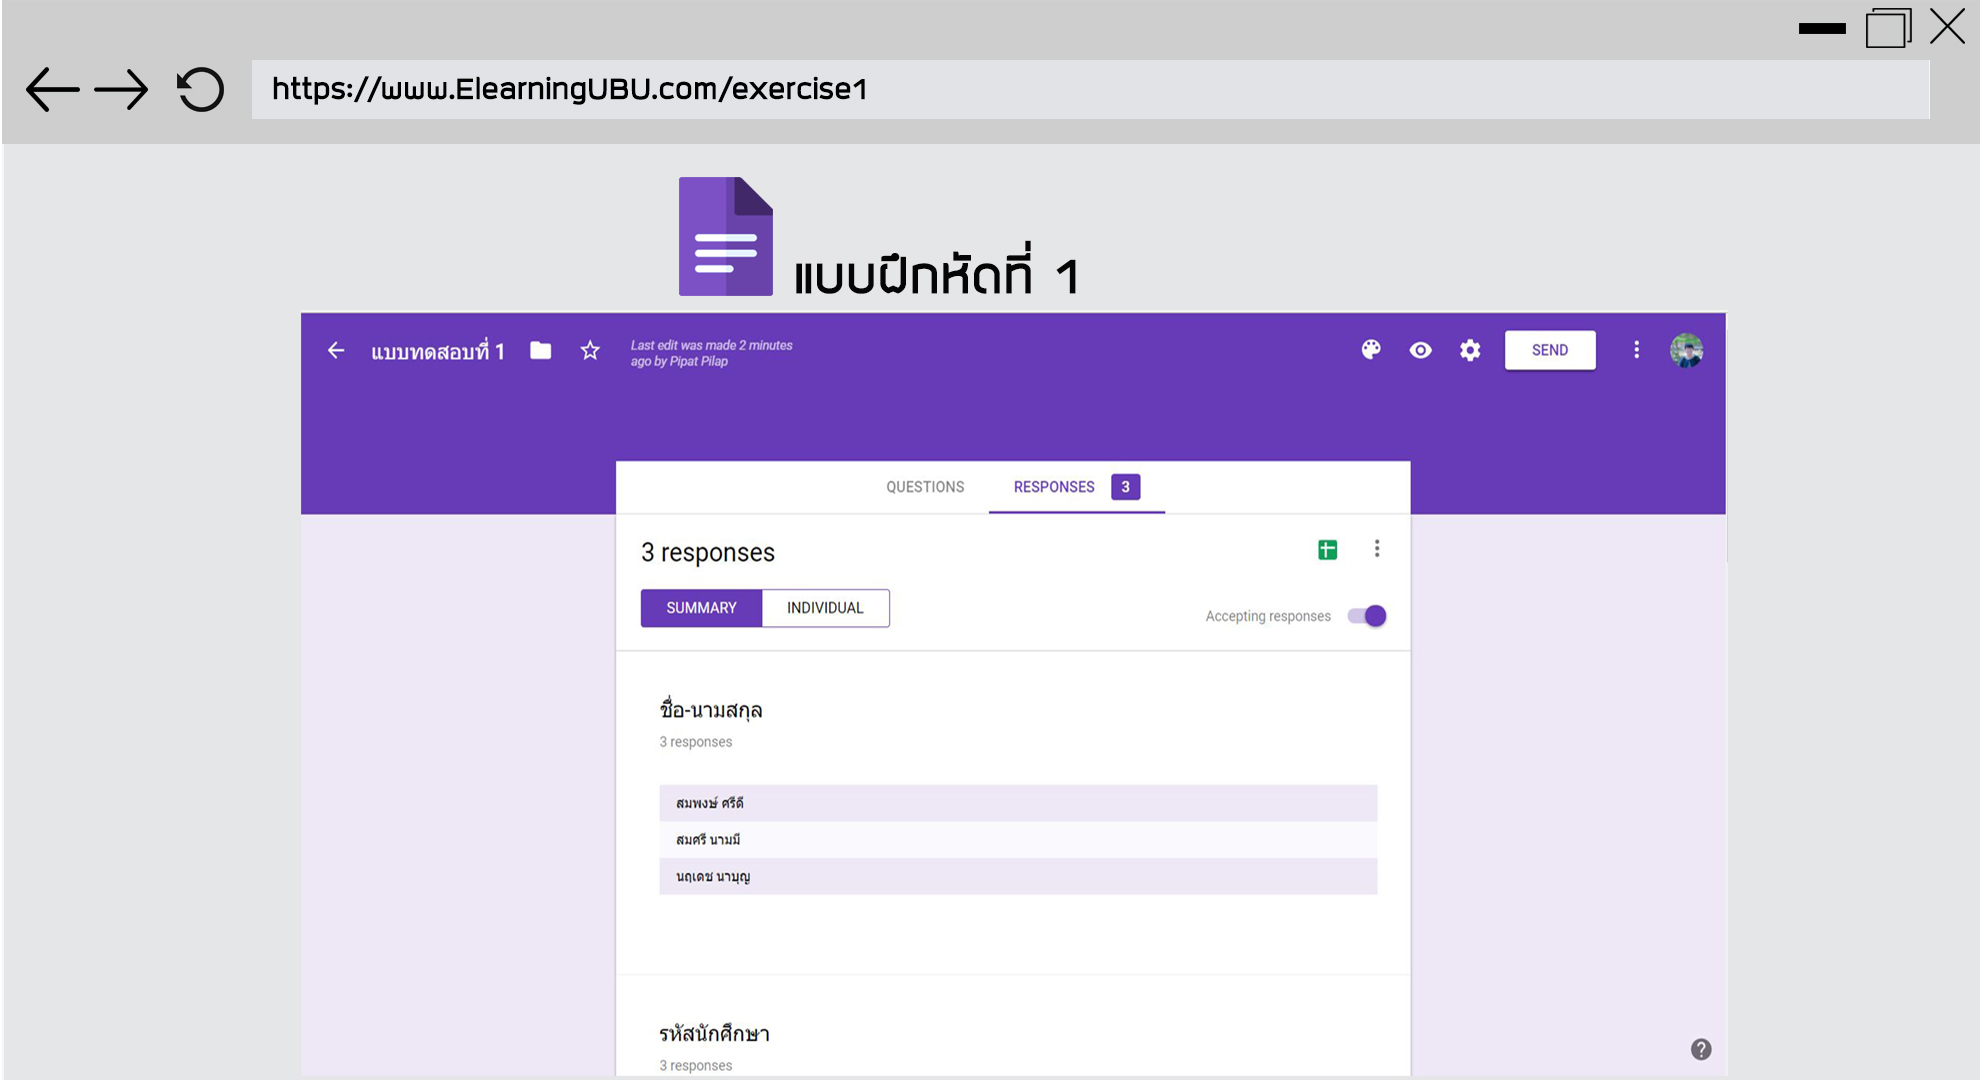 https://www.ElearningUBU.com/exercise1
แบบฝึกหัดที่ 1
แบบทดสอบที่ 1
Last edit was made 2 minutes
ago by Pipat Pilap
SEND
QUESTIONS
RESPONSES 3
3 responses
SUMMARY INDIVIDUAL
Accepting responses
ชื่อ-นามสกุล
3 responses
สมพงษ์ ศรีดี
สมศรี นามมี
นฤเดช นาบุญ
รหัสนักศึกษา
3 responses